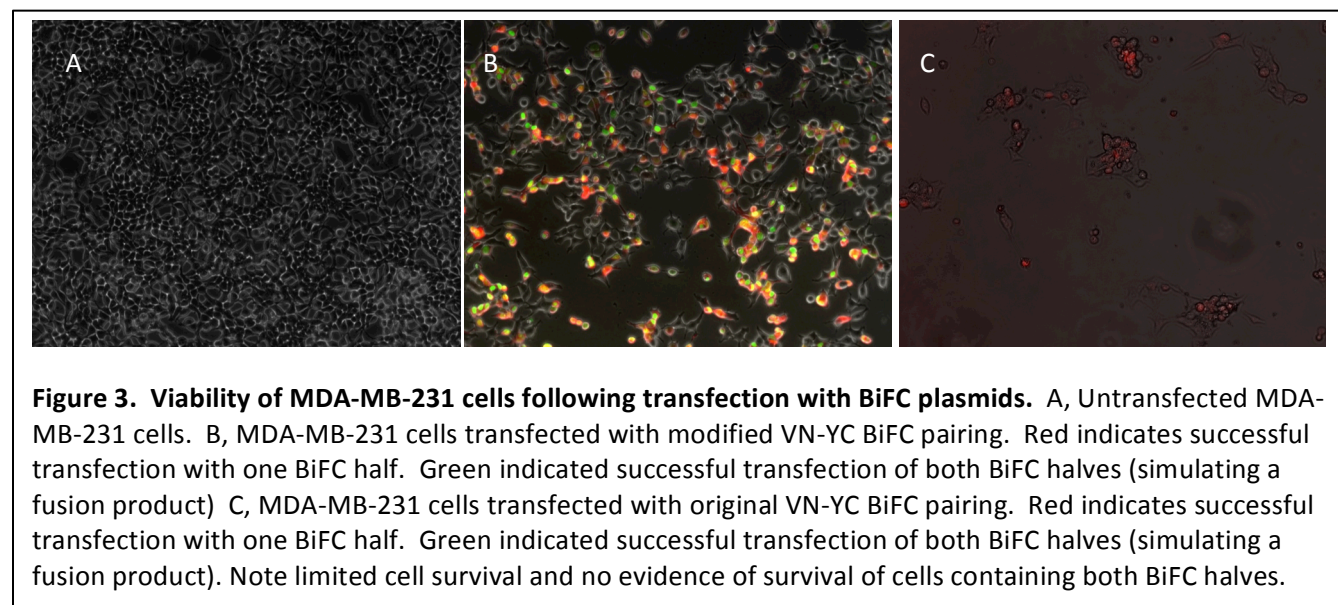 A
B
C
Figure 3. Viability of MDA-MB-231 cells following transfection with BiFC plasmids. A, Untransfected MDA-
MB-231 cells. B, MDA-MB-231 cells transfected with modified VN-YC BiFC pairing. Red indicates successful
transfection with one BiFC half. Green indicated successful transfection of both BiFC halves (simulating a
fusion product) C, MDA-MB-231 cells transfected with original VN-YC BiFC pairing. Red indicates successful
transfection with one BiFC half. Green indicated successful transfection of both BiFC halves (simulating a
fusion product). Note limited cell survival and no evidence of survival of cells containing both BiFC halves.